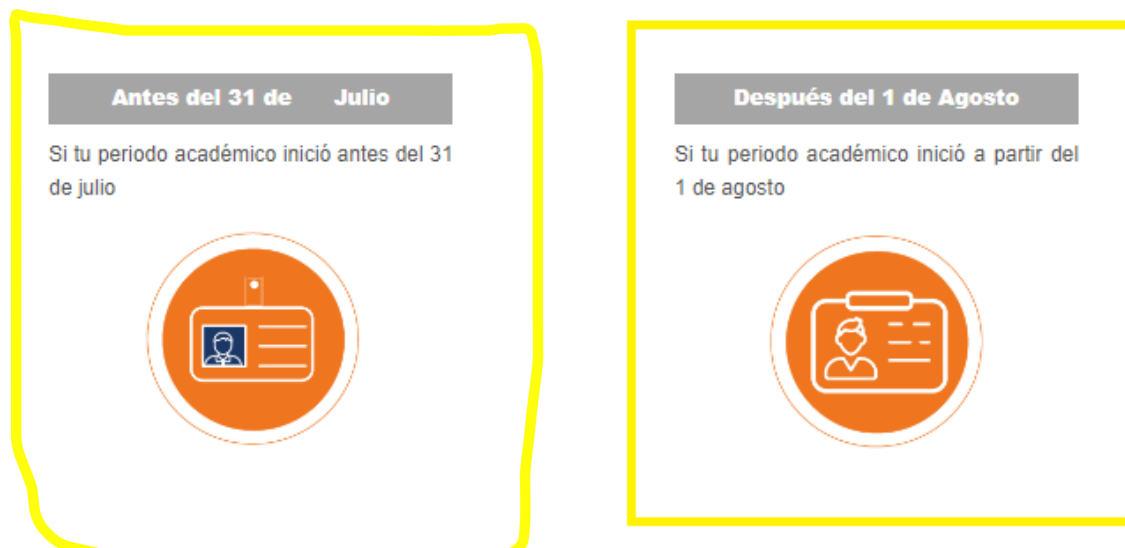 Antes del 31 de Julio
Si tu periodo académico inició antes del 31
de julio
Después del 1 de Agosto
Si tu periodo académico inició a partir del
1 de agosto